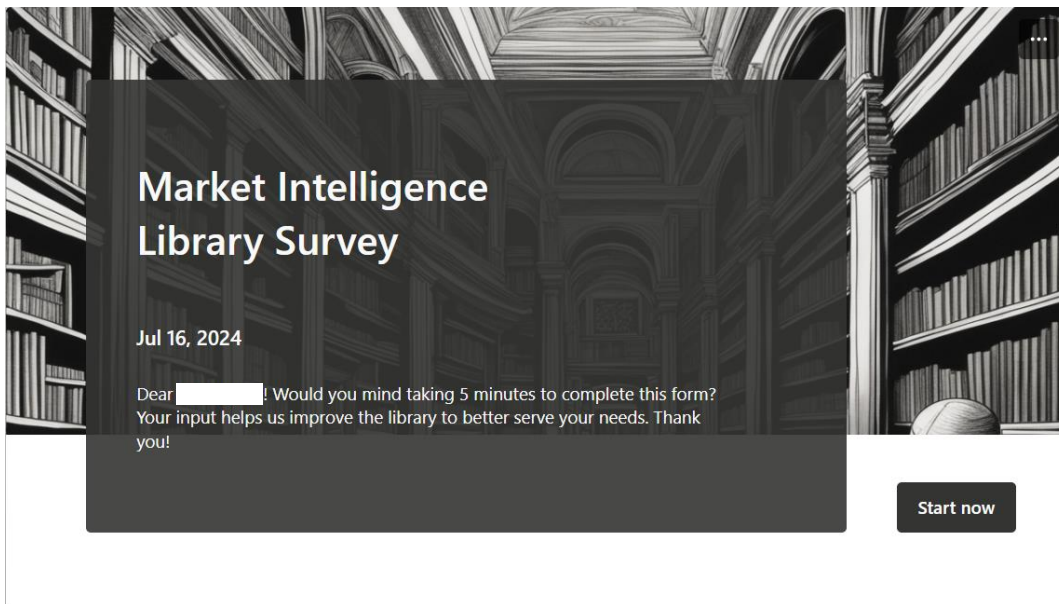 Market Intelligence
Library Survey
Jul 16, 2024
Dear ! Would you mind taking 5 minutes to complete this form?
Your input helps us improve the library to better serve your needs. Thank
you!
Start now